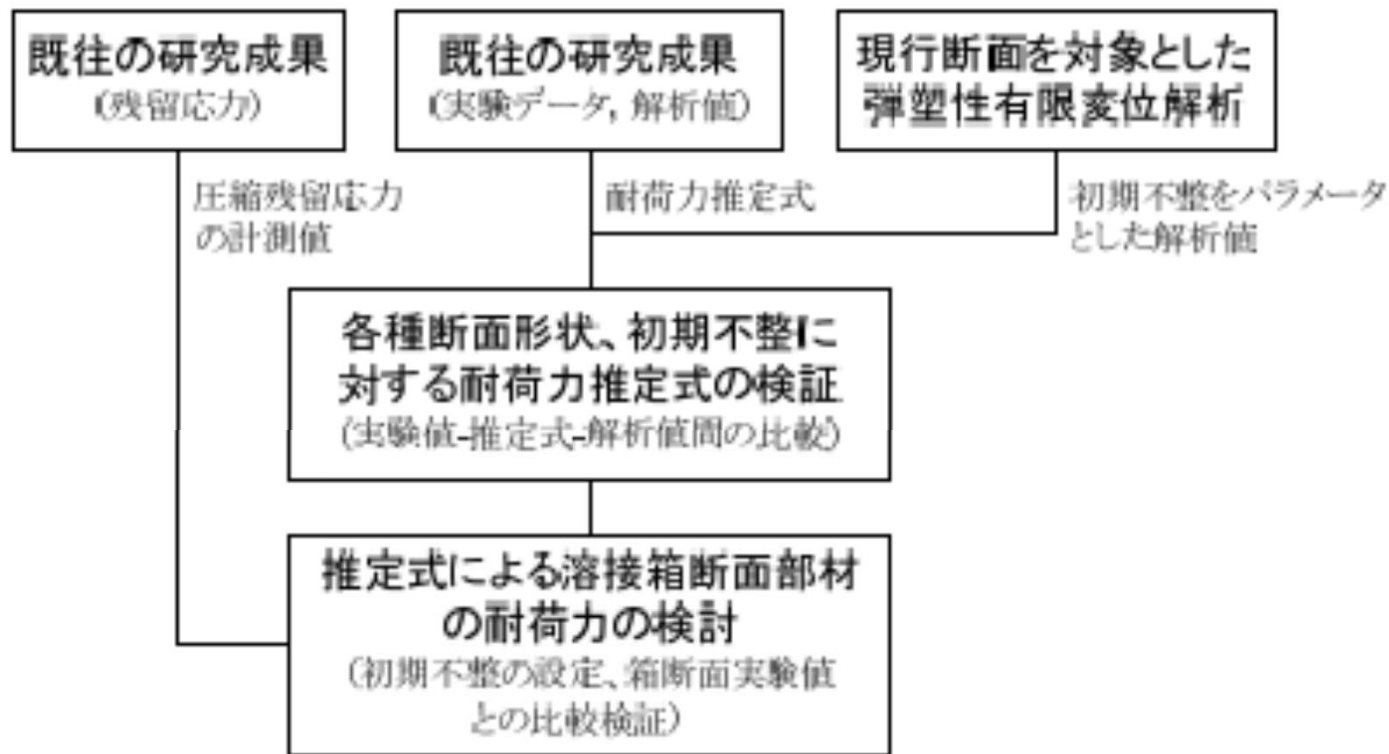 既往の研究成果
(残留応力)
既往の研究成果
(実験データ, 解析値)
現行断面を対象とした
弾塑性有限変位解析
圧縮残留応力
の計測値
耐荷力推定式
初期不整をパラメータ
とした解析値
各種断面形状、初期不整に
対する耐荷力推定式の検証
(実験値-推定式-解析値間の比較)
推定式による溶接箱断面部材
の耐荷力の検討
(初期不整の設定、箱断面実験値
との比較検証)